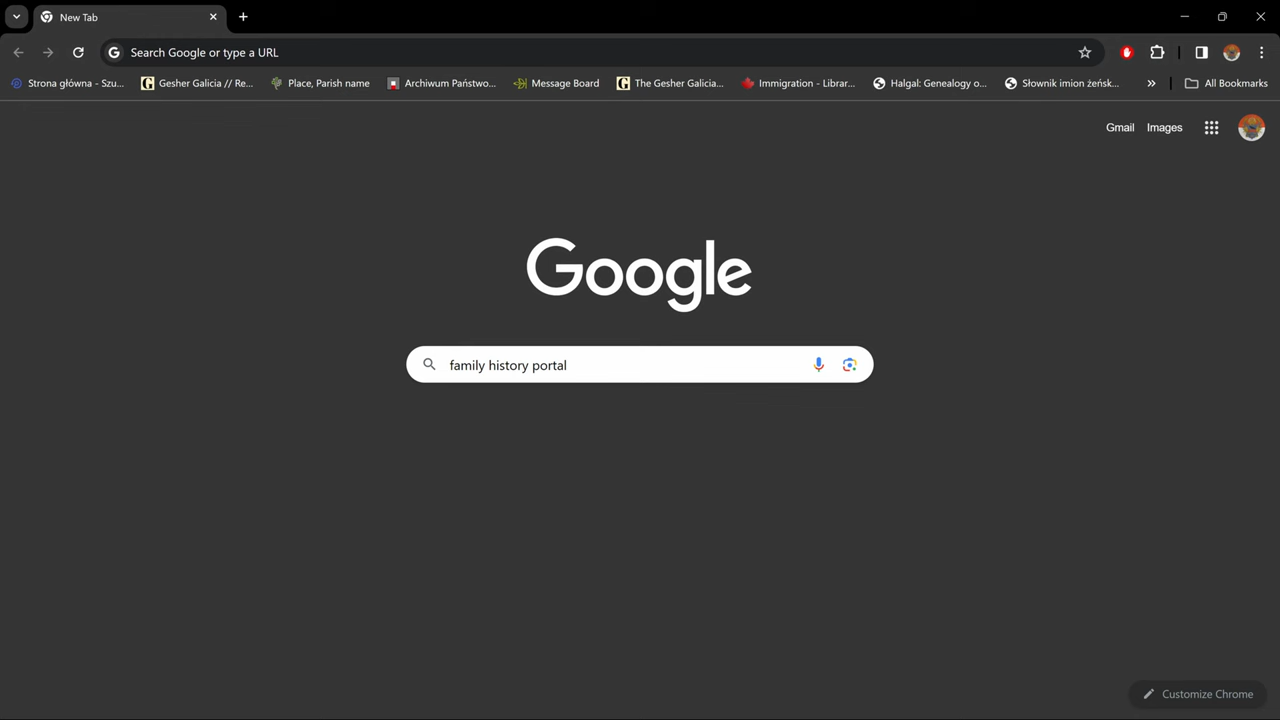 New Tab
Search Google or type a URL
Strona główna - Szu... Gesher Galicia // Re... Place, Parish name Archiwum Państwo... Message Board The Gesher Galicia... Immigration - Librar... Halgal: Genealogy o... Słownik imion żeńsk... » All Bookmarks
Gmail Images
Google
family history portal
Customize Chrome